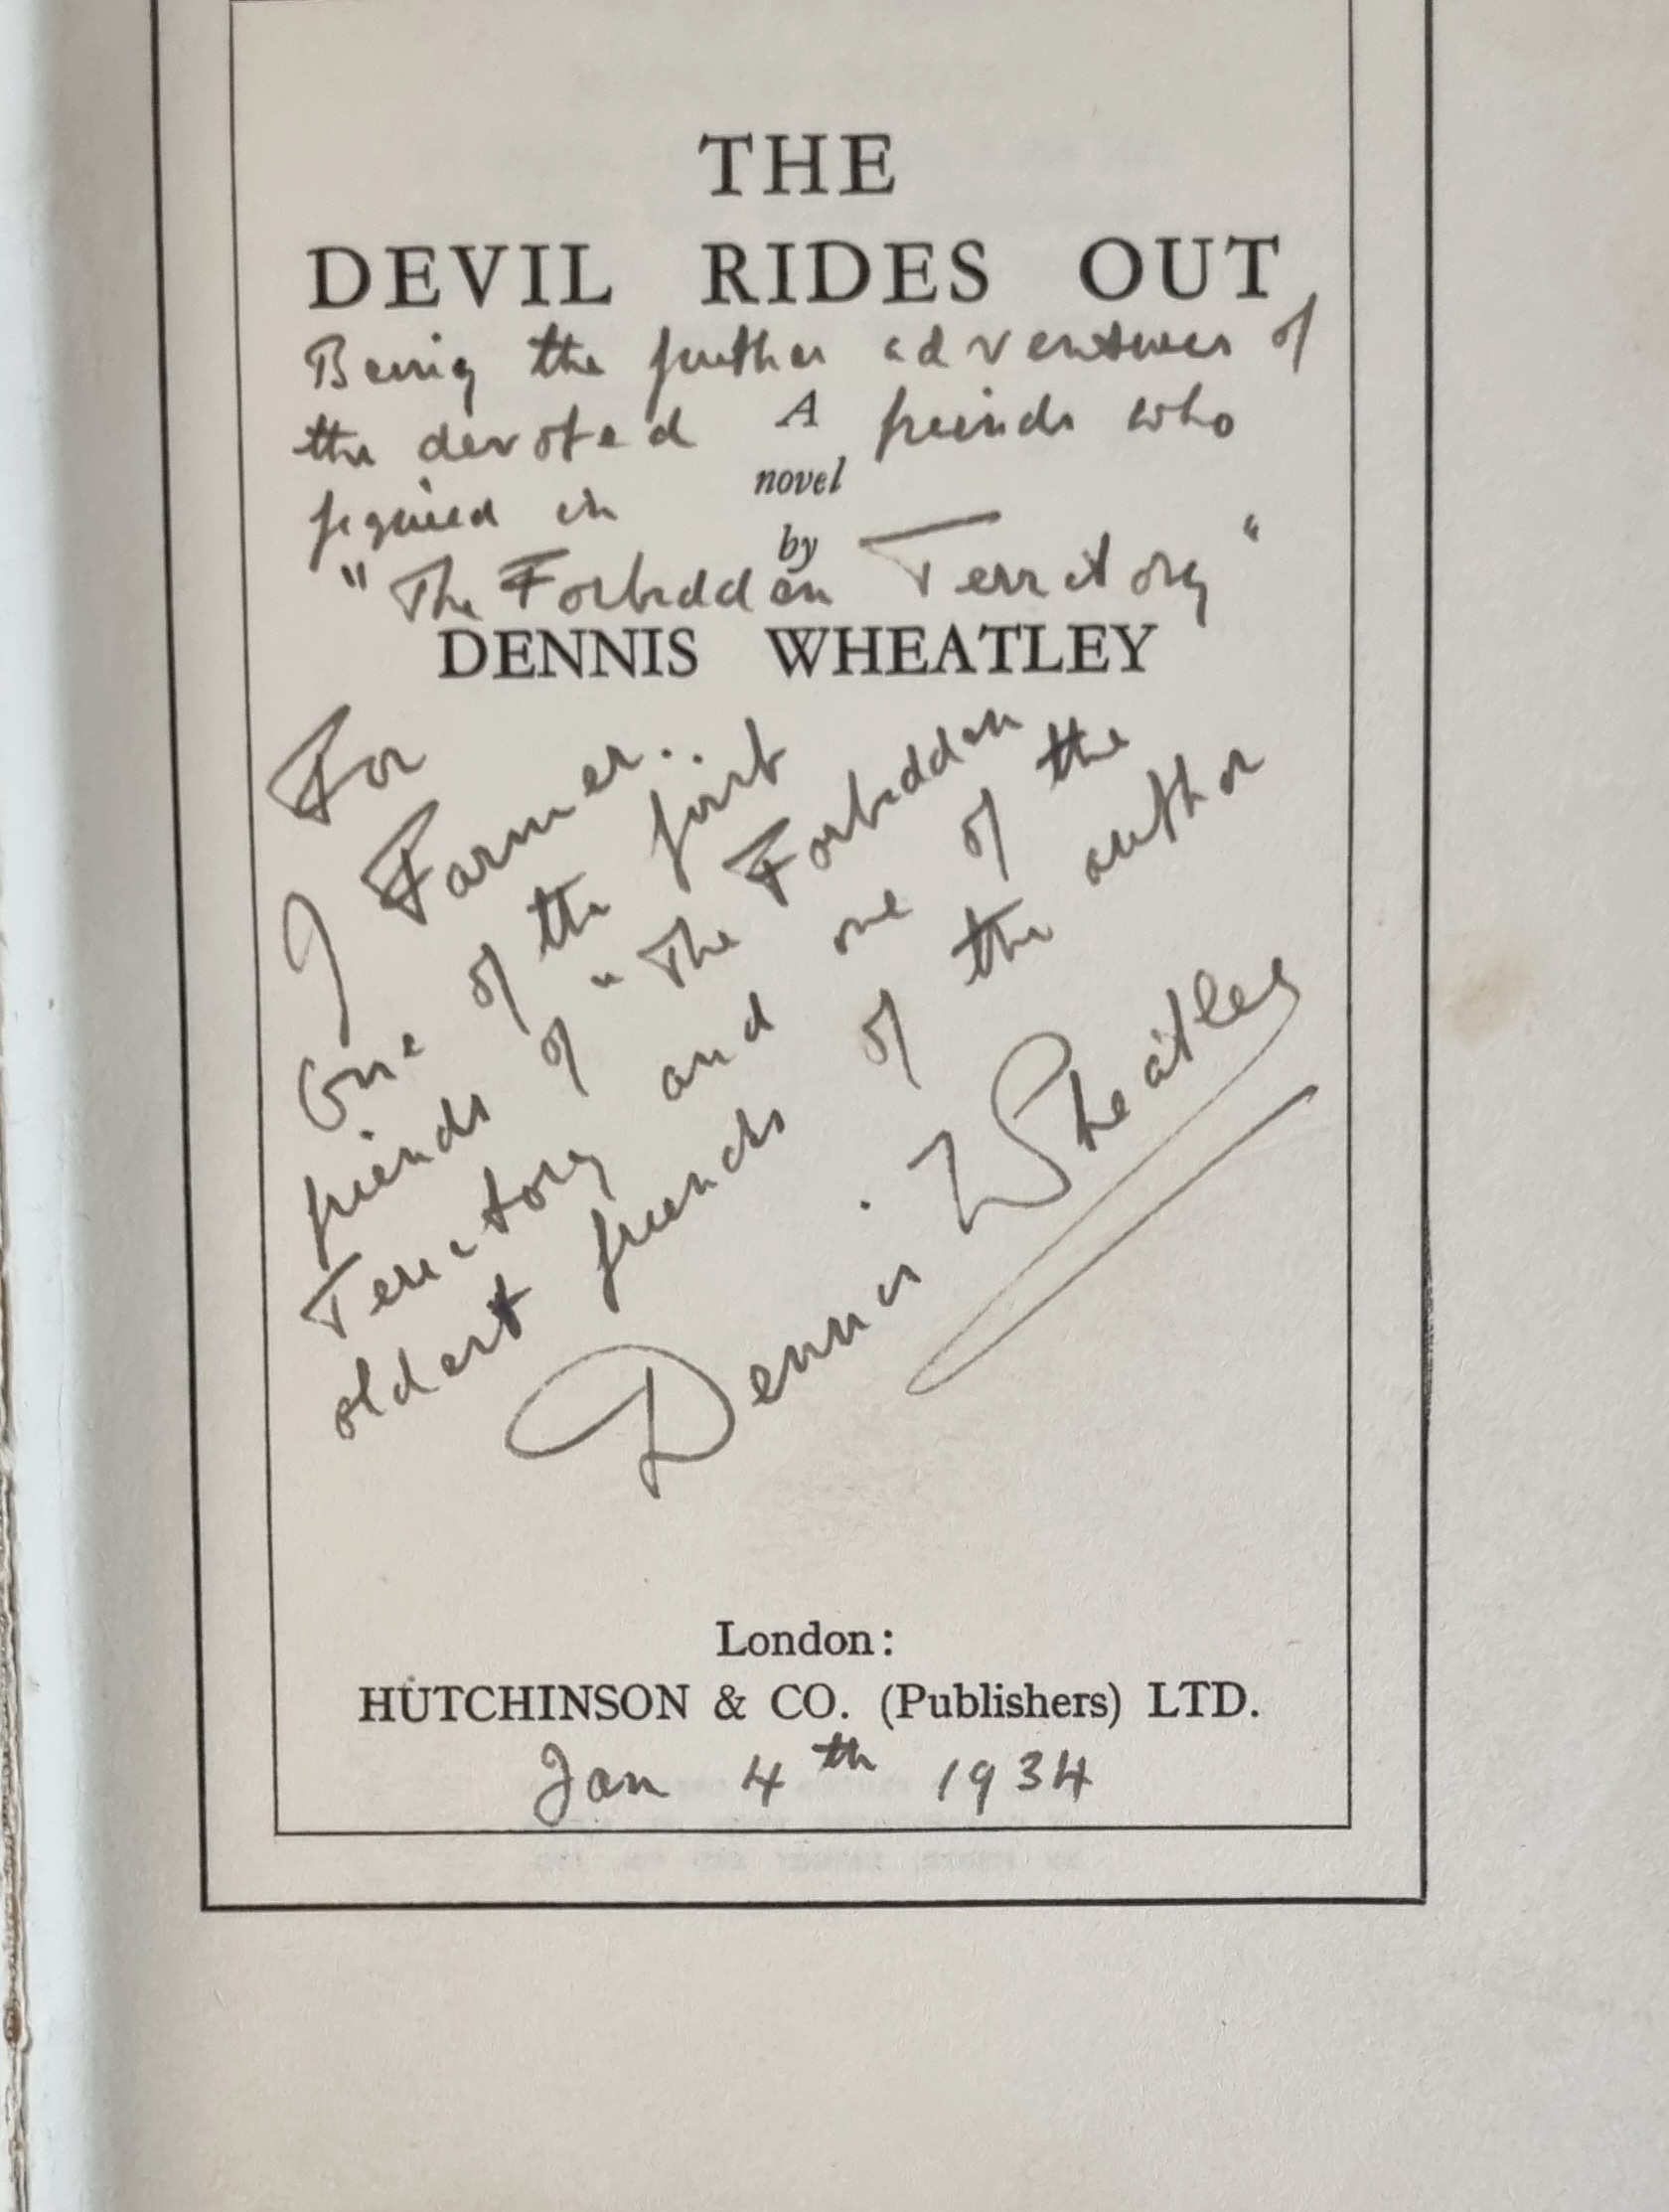 THE
DEVIL RIDES OUT
Being the further adventures of
the devoted A friends who
novel
figured in
by
"The Forbidden Territory"
DENNIS WHEATLEY
For
J Farmer..
One of the first
friends of "The Forbidden
Territory and one of the
oldest friends of the author
Dennis Wheatley
London:
HUTCHINSON & CO. (Publishers) LTD.
Jan 4th 1934